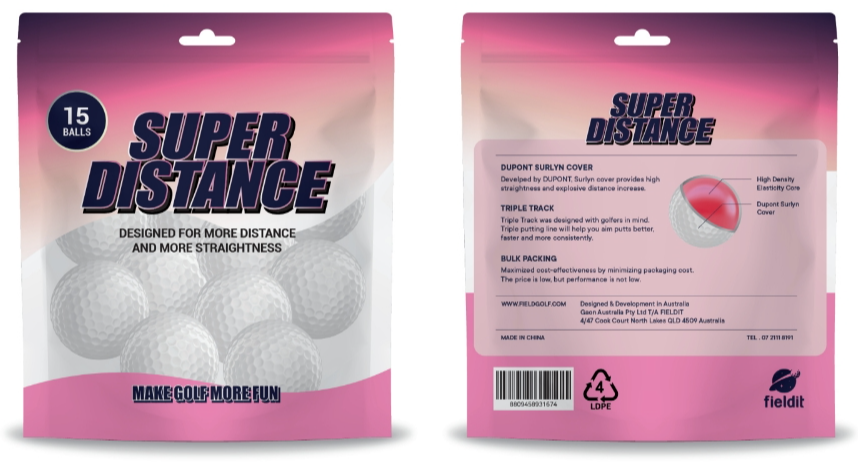 15
BALLS
SUPER
DISTANCE
DESIGNED FOR MORE DISTANCE
AND MORE STRAIGHTNESS
MAKE GOLF MORE FUN
SUPER
DISTANCE
DUPONT SURLYN COVER
Develped by DUPONT. Surlyn cover provides high
straightness and explosive distance increase.
High Density
Elasticity Core
Dupont Surlyn
Cover
TRIPLE TRACK
Triple Track was designed with golfers in mind.
Triple putting line will help you aim putts better,
faster and more consistently.
BULK PACKING
Maximized cost-effectiveness by minimizing packaging cost.
The price is low, but performance is not low.
WWW.FIELDGOLF.COM
Designed & Development in Australia
Gaon Australia Pty Ltd T/A FIELDIT
4/47 Cook Court North Lakes QLD 4509 Australia
MADE IN CHINA
TEL . 07 2111 8191
8809458931674
4
LDPE
fieldit